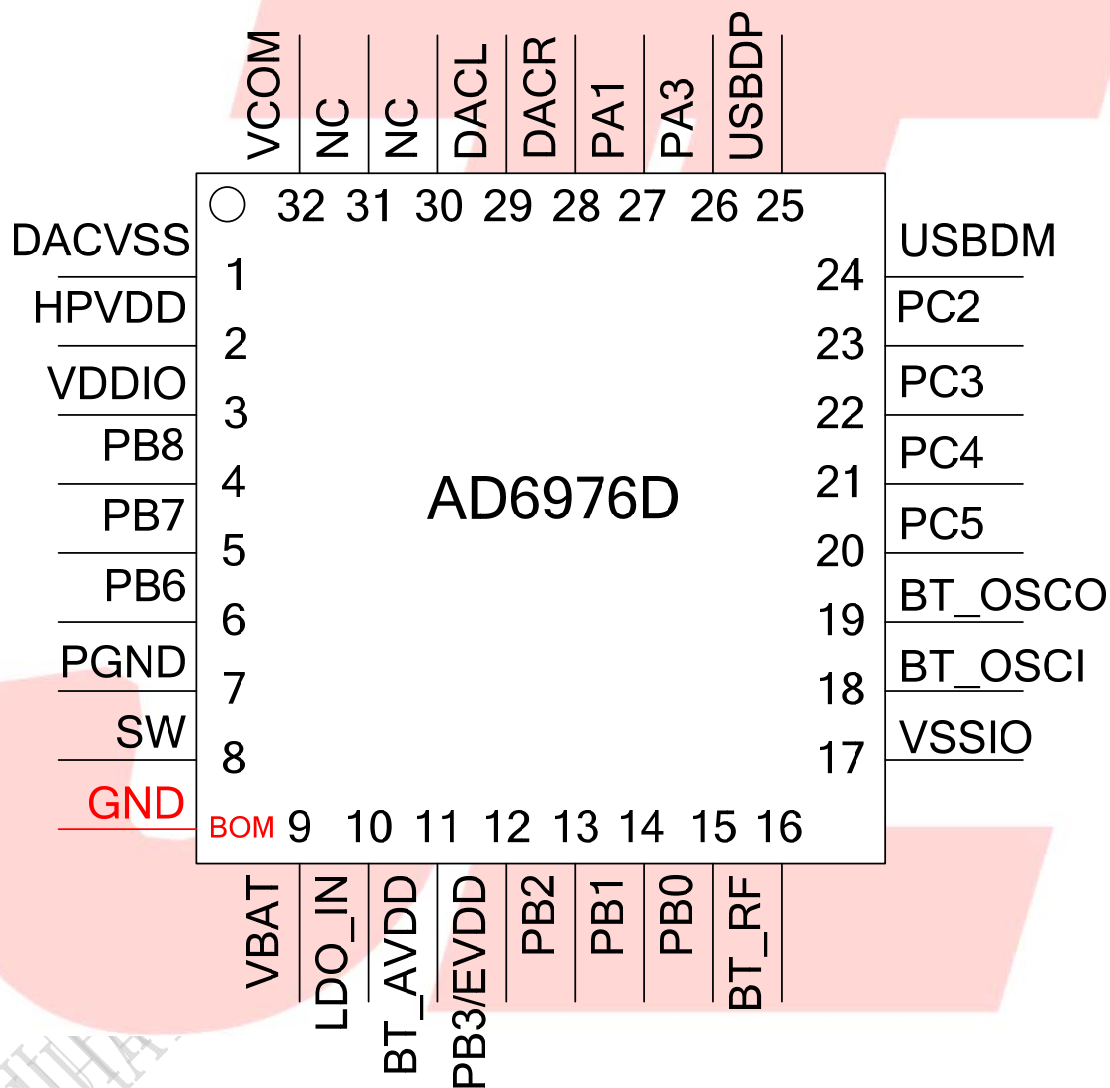 VCOM
NC
NC
DACL
DACR
PA1
PA3
USBDP
32 31 30 29 28 27 26 25
DACVSS 1
HPVDD 2
VDDIO 3
PB8 4
PB7 5
PB6 6
PGND 7
SW 8
GND BOM
AD6976D
24 USBDM
23 PC2
22 PC3
21 PC4
20 PC5
19 BT_OSCO
18 BT_OSCI
17 VSSIO
9 10 11 12 13 14 15 16
VBAT
LDO_IN
BT_AVDD
PB3/EVDD
PB2
PB1
PB0
BT_RF